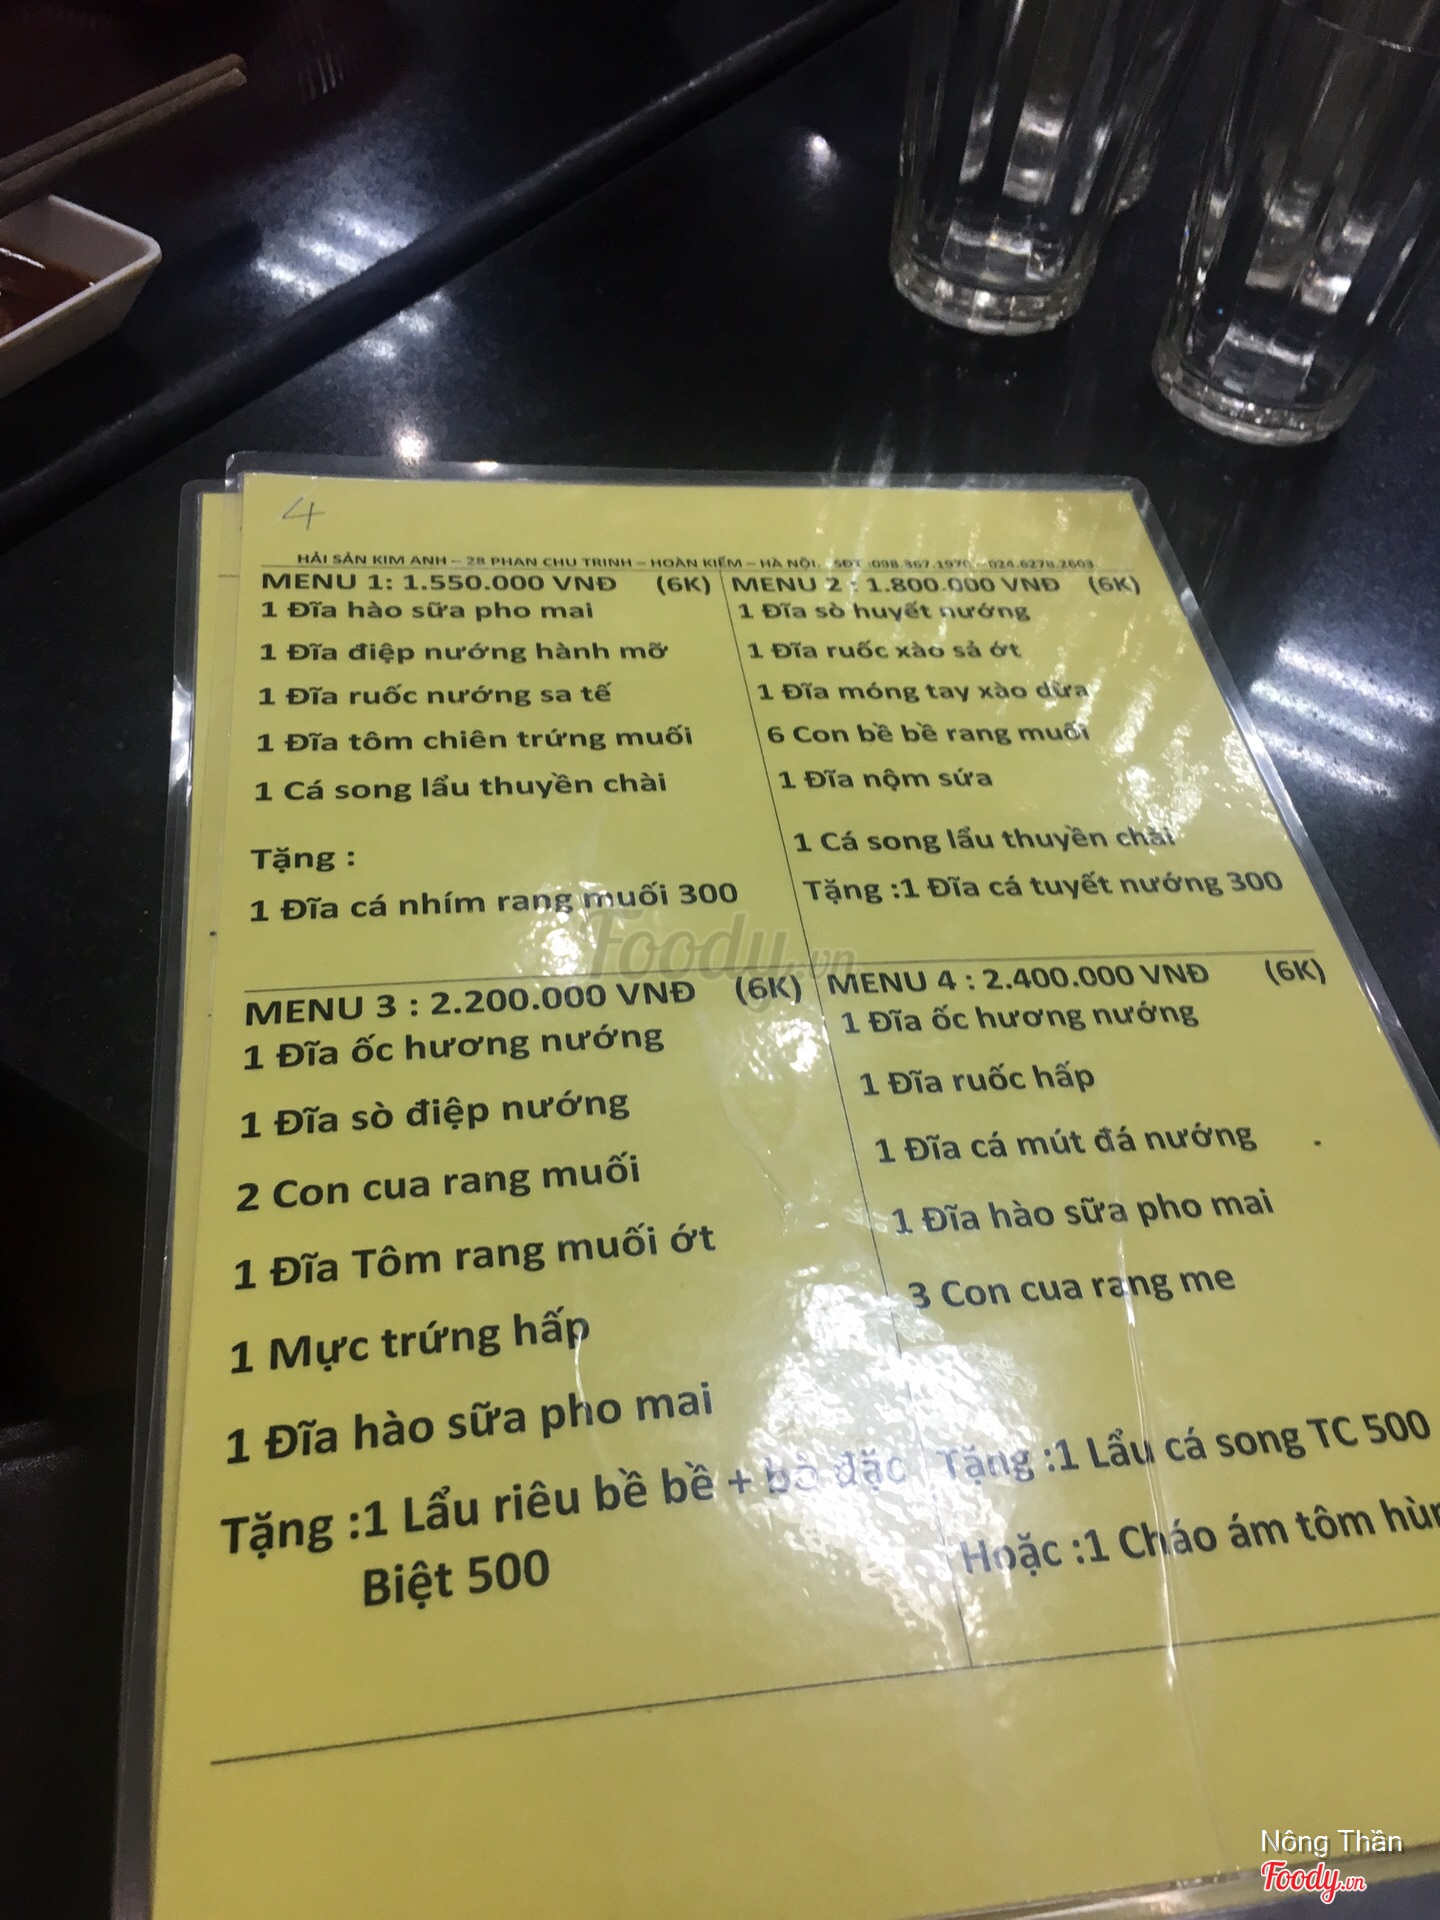 4
HẢI SẢN KIM ANH – 28 PHAN CHU TRINH – HOÀN KIẾM – HÀ NỘI. SĐT :098.367.1970 – 024.6278.2603
MENU 1: 1.550.000 VNĐ (6K)
1 Đĩa hào sữa pho mai
1 Đĩa điệp nướng hành mỡ
1 Đĩa ruốc nướng sa tế
1 Đĩa tôm chiên trứng muối
1 Cá song lẩu thuyền chài
Tặng :
1 Đĩa cá nhím rang muối 300
MENU 2 : 1.800.000 VNĐ (6K)
1 Đĩa sò huyết nướng
1 Đĩa ruốc xào sả ớt
1 Đĩa móng tay xào dừa
6 Con bề bề rang muối
1 Đĩa nộm sứa
1 Cá song lẩu thuyền chài
Tặng :1 Đĩa cá tuyết nướng 300
MENU 3 : 2.200.000 VNĐ (6K)
1 Đĩa ốc hương nướng
1 Đĩa sò điệp nướng
2 Con cua rang muối
1 Đĩa Tôm rang muối ớt
1 Mực trứng hấp
1 Đĩa hào sữa pho mai
Tặng :1 Lẩu riêu bề bề + bò đặc
Biệt 500
MENU 4 : 2.400.000 VNĐ (6K)
1 Đĩa ốc hương nướng
1 Đĩa ruốc hấp
1 Đĩa cá mút đá nướng
1 Đĩa hào sữa pho mai
3 Con cua rang me
Tặng :1 Lẩu cá song TC 500
Hoặc :1 Cháo ám tôm
Foody.vn
Nông Thần
Foody.vn